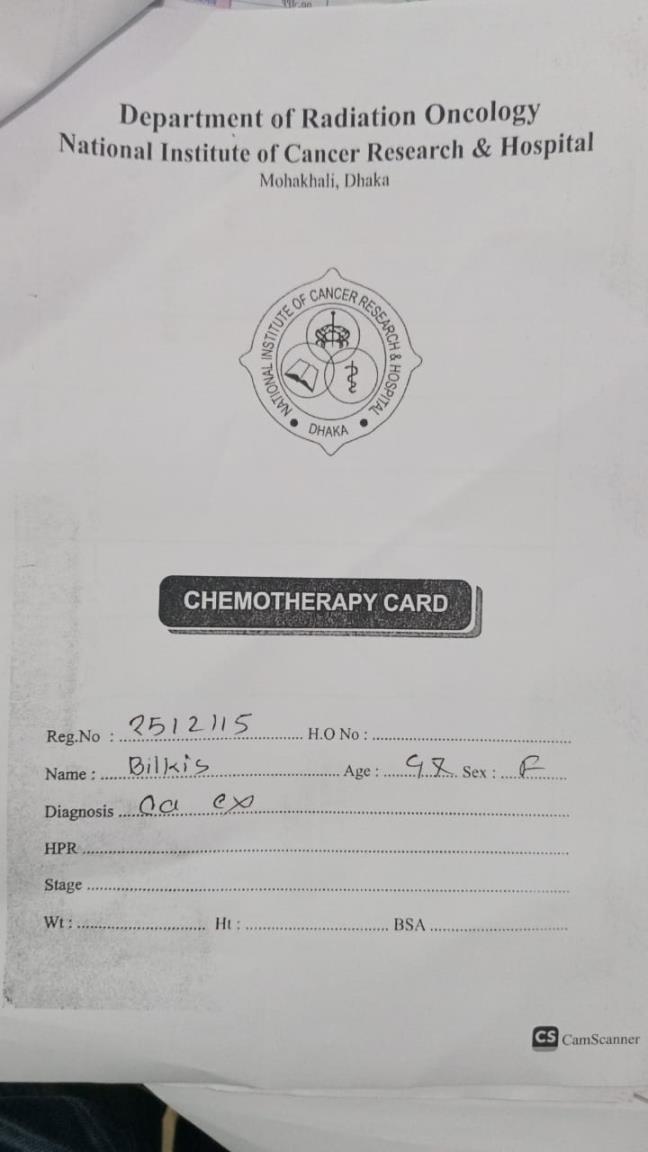 Department of Radiation Oncology
National Institute of Cancer Research & Hospital
Mohakhali, Dhaka
NATIONAL INSTITUTE OF CANCER RESEARCH & HOSPITAL
DHAKA
CHEMOTHERAPY CARD
Reg.No : 2512115 H.O No :
Name : Bilkis Age : Sex : F
Diagnosis Ca cx
HPR
Stage
Wt : Ht : BSA
CS CamScanner